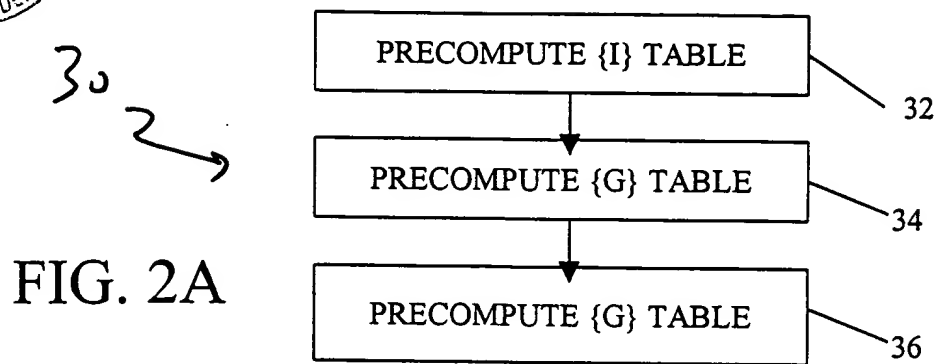 PRECOMPUTE {I} TABLE
32
30
PRECOMPUTE {G} TABLE
34
FIG. 2A
PRECOMPUTE {G} TABLE
36